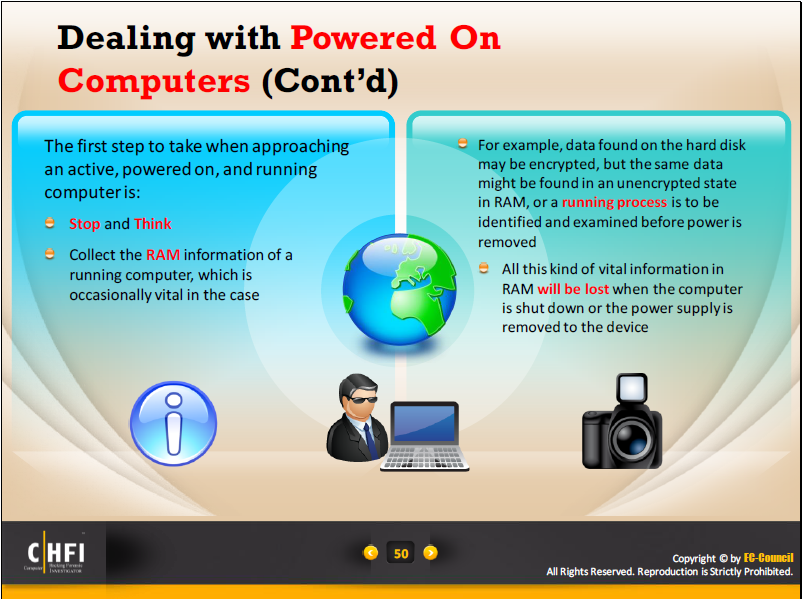 Dealing with Powered On
Computers (Cont'd)
The first step to take when approaching
an active, powered on, and running
computer is:
Stop and Think
Collect the RAM information of a
running computer, which is
occasionally vital in the case
For example, data found on the hard disk
may be encrypted, but the same data
might be found in an unencrypted state
in RAM, or a running process is to be
identified and examined before power is
removed
All this kind of vital information in
RAM will be lost when the computer
is shut down or the power supply is
removed to the device
CHFI
Computer
Hacking Forensic
INVESTIGATOR
50
Copyright © by EC-Council
All Rights Reserved. Reproduction is Strictly Prohibited.